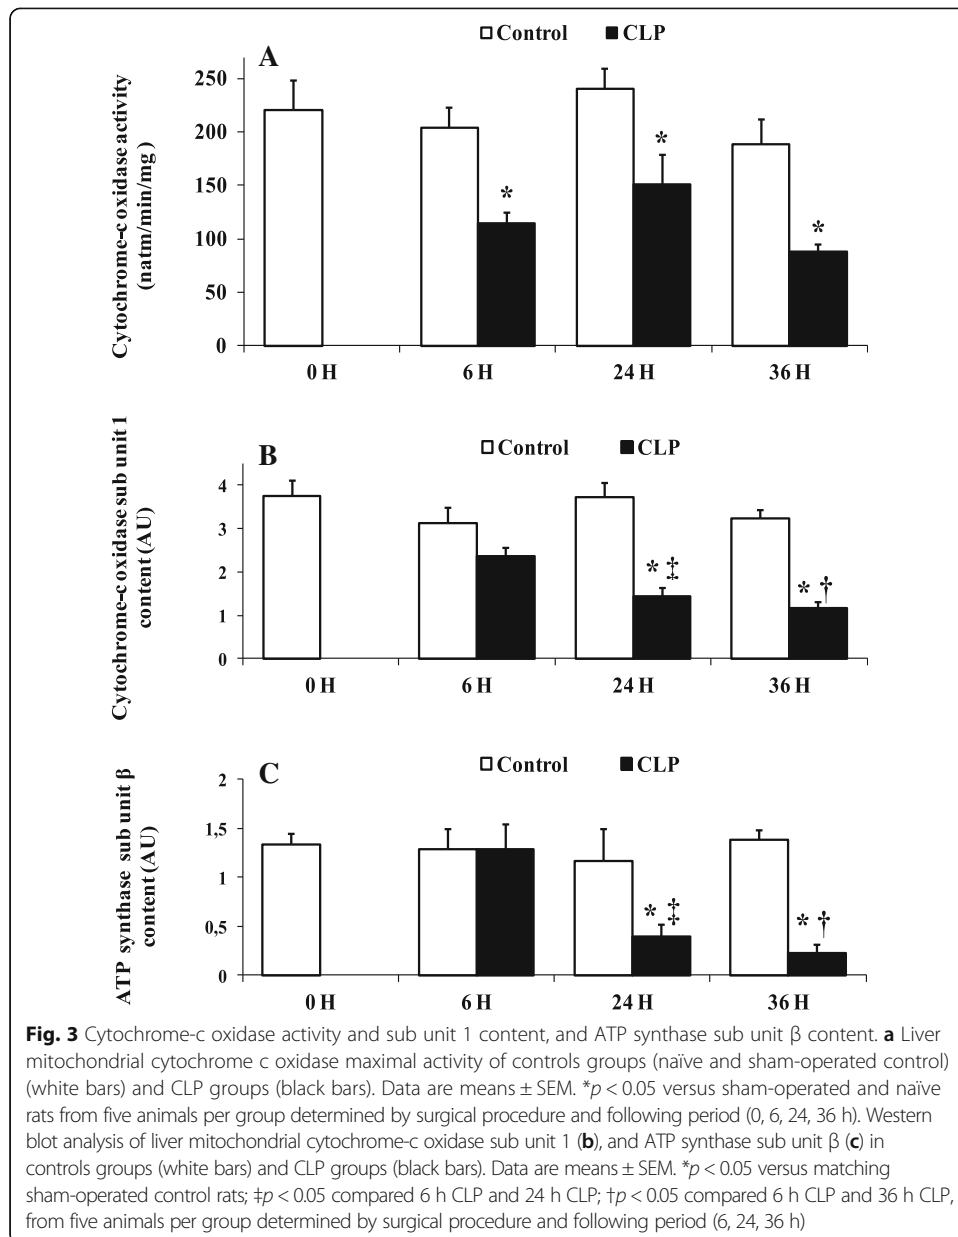 Control CLP
A
Cytochrome-c oxidase activity
(natm/min/mg)
250
200
150
100
50
0
* * *
0 H 6 H 24 H 36 H
Control CLP
B
Cytochrome-c oxidase sub unit 1
content (AU)
4
3
2
1
0
* ‡ * †
0 H 6 H 24 H 36 H
Control CLP
C
ATP synthase sub unit β
content (AU)
2
1,5
1
0,5
0
* ‡ * †
0 H 6 H 24 H 36 H
Fig. 3 Cytochrome-c oxidase activity and sub unit 1 content, and ATP synthase sub unit β content. a Liver
mitochondrial cytochrome c oxidase maximal activity of controls groups (naïve and sham-operated control)
(white bars) and CLP groups (black bars). Data are means ± SEM. *p < 0.05 versus sham-operated and naïve
rats from five animals per group determined by surgical procedure and following period (0, 6, 24, 36 h). Western
blot analysis of liver mitochondrial cytochrome-c oxidase sub unit 1 (b), and ATP synthase sub unit β (c) in
controls groups (white bars) and CLP groups (black bars). Data are means ± SEM. *p < 0.05 versus matching
sham-operated control rats; ‡p < 0.05 compared 6 h CLP and 24 h CLP; †p < 0.05 compared 6 h CLP and 36 h CLP,
from five animals per group determined by surgical procedure and following period (6, 24, 36 h)